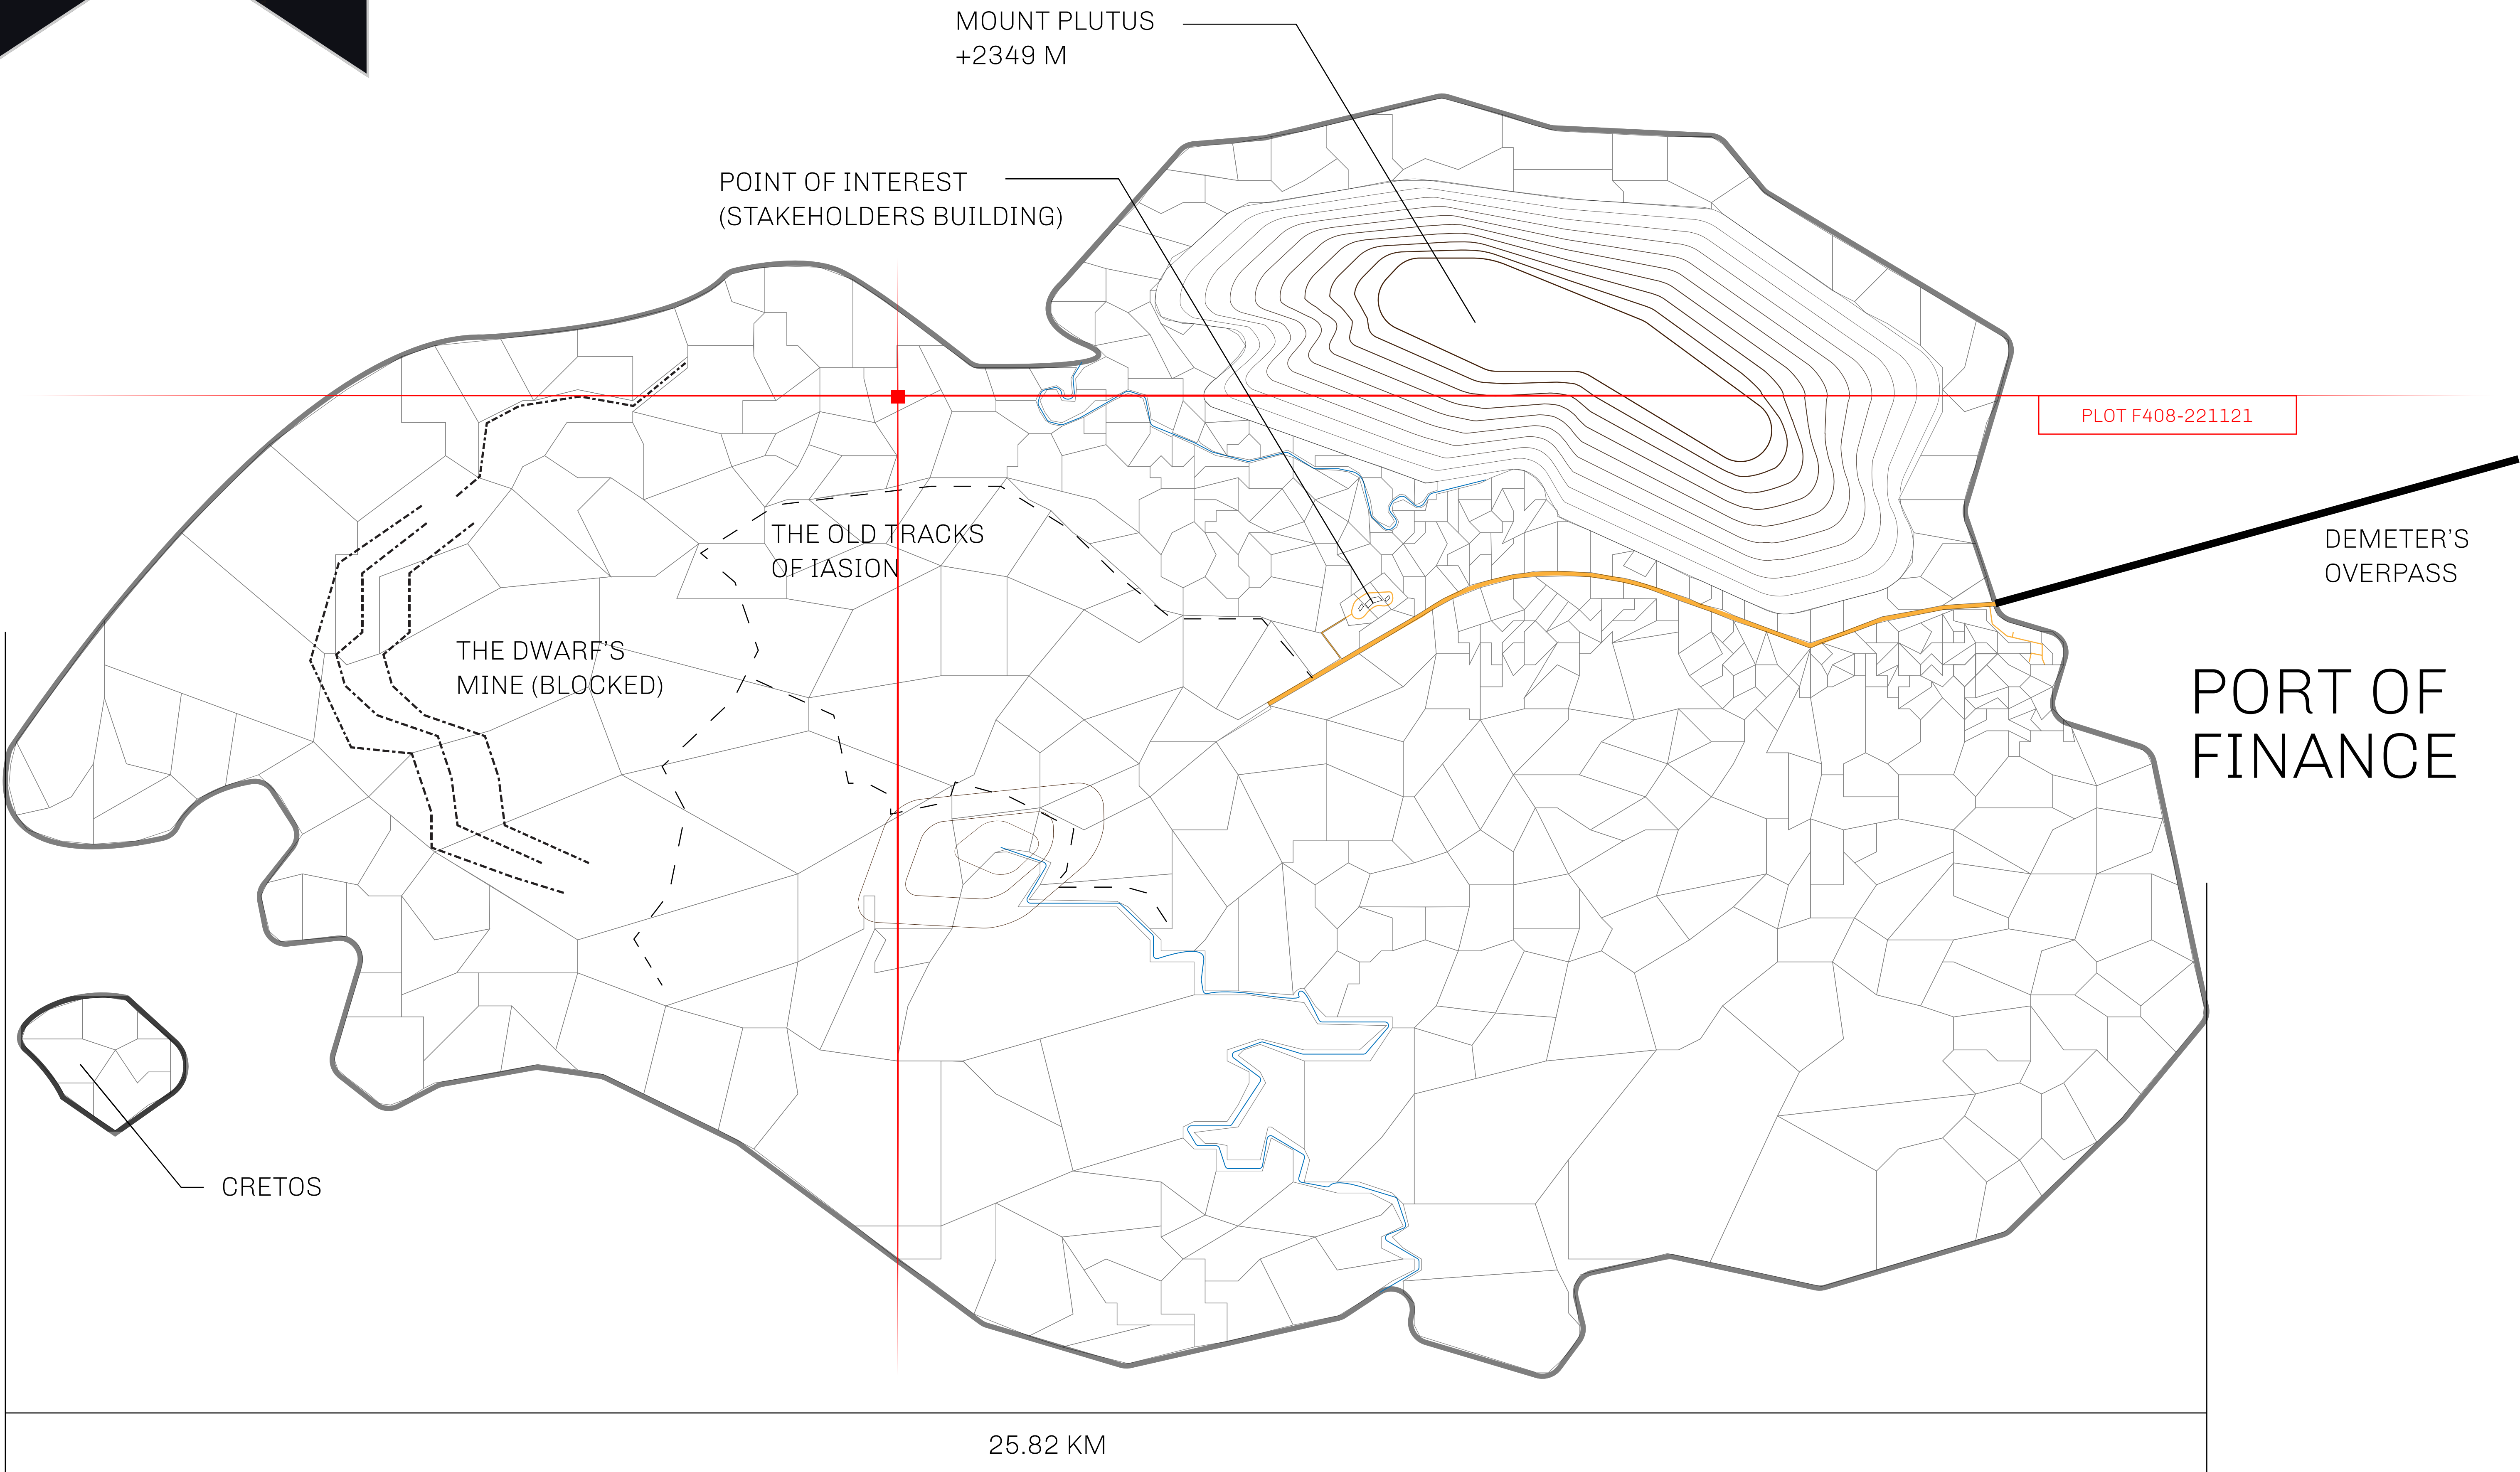 MOUNT PLUTUS
+2349 M
POINT OF INTEREST
(STAKEHOLDERS BUILDING)
PLOT F408-221121
THE OLD TRACKS
OF IASION
DEMETER'S
OVERPASS
THE DWARF'S
MINE (BLOCKED)
PORT OF
FINANCE
CRETOS
25.82 KM